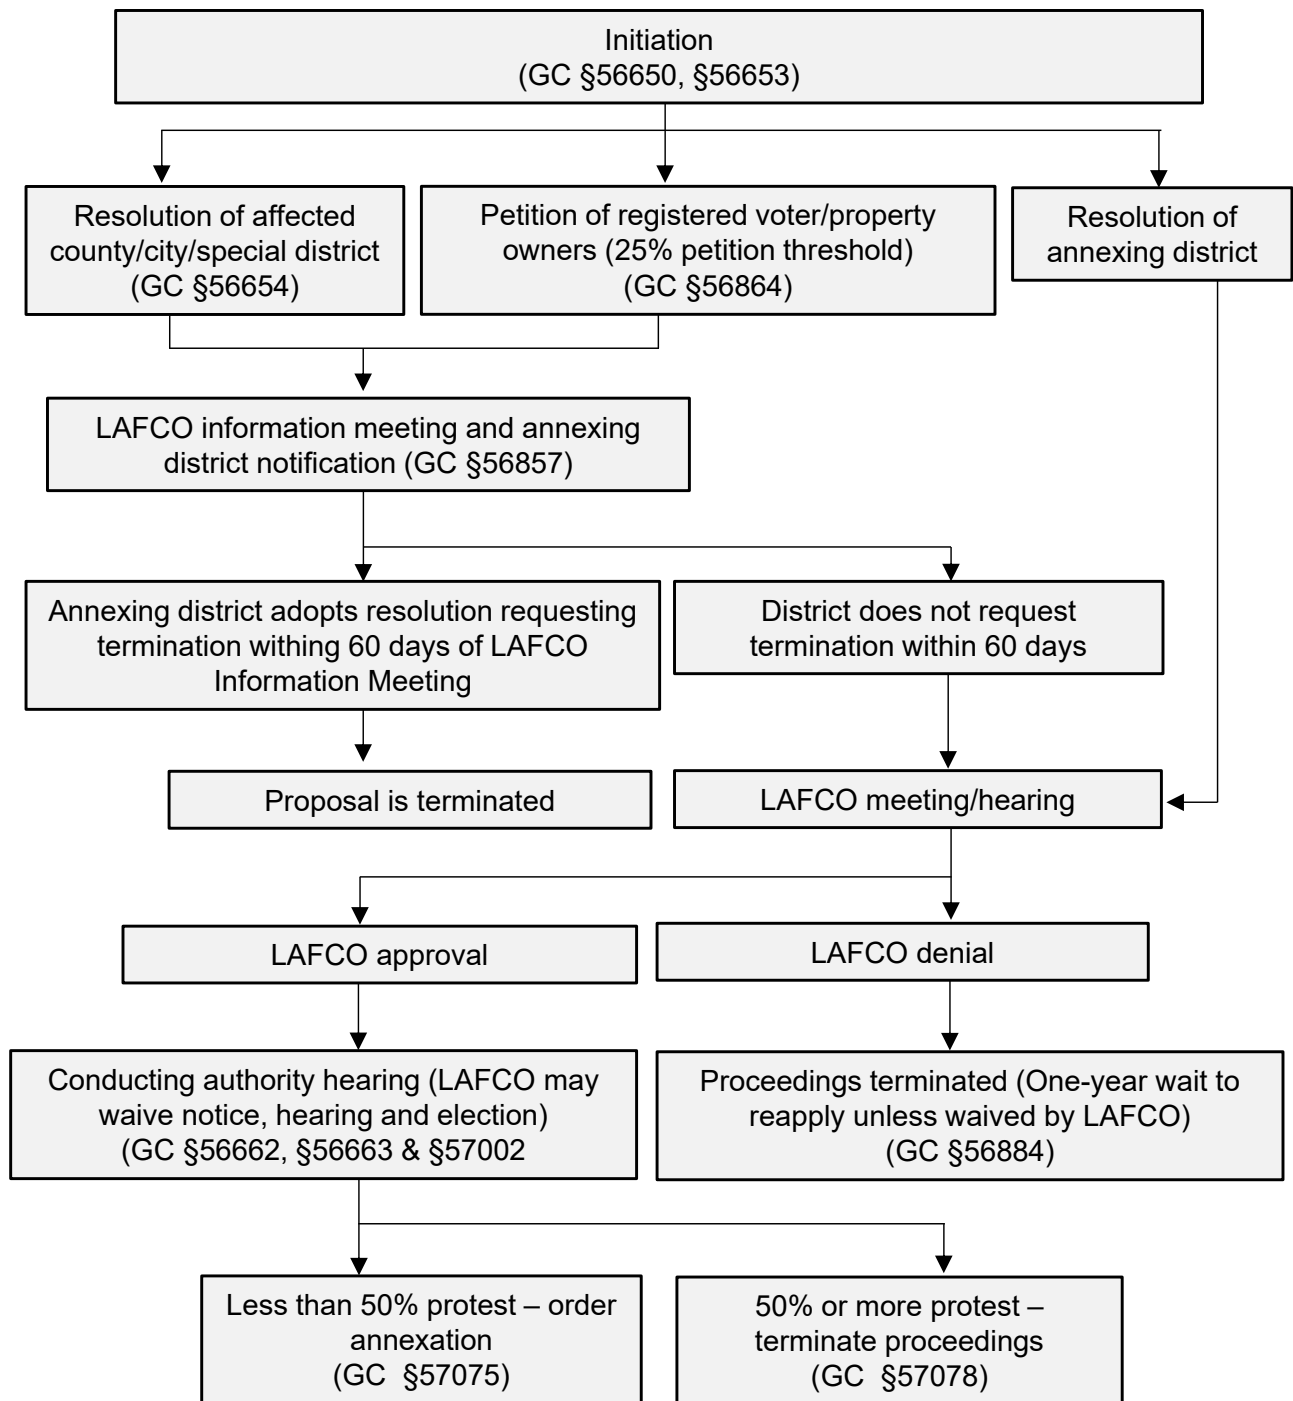 Initiation
(GC §56650, §56653)
Resolution of affected
county/city/special district
(GC §56654)
Petition of registered voter/property
owners (25% petition threshold)
(GC §56864)
Resolution of
annexing district
LAFCO information meeting and annexing
district notification (GC §56857)
Annexing district adopts resolution requesting
termination withing 60 days of LAFCO
Information Meeting
District does not request
termination within 60 days
Proposal is terminated
LAFCO meeting/hearing
LAFCO approval
LAFCO denial
Conducting authority hearing (LAFCO may
waive notice, hearing and election)
(GC §56662, §56663 & §57002
Proceedings terminated (One-year wait to
reapply unless waived by LAFCO)
(GC §56884)
Less than 50% protest – order
annexation
(GC  §57075)
50% or more protest –
terminate proceedings
(GC  §57078)